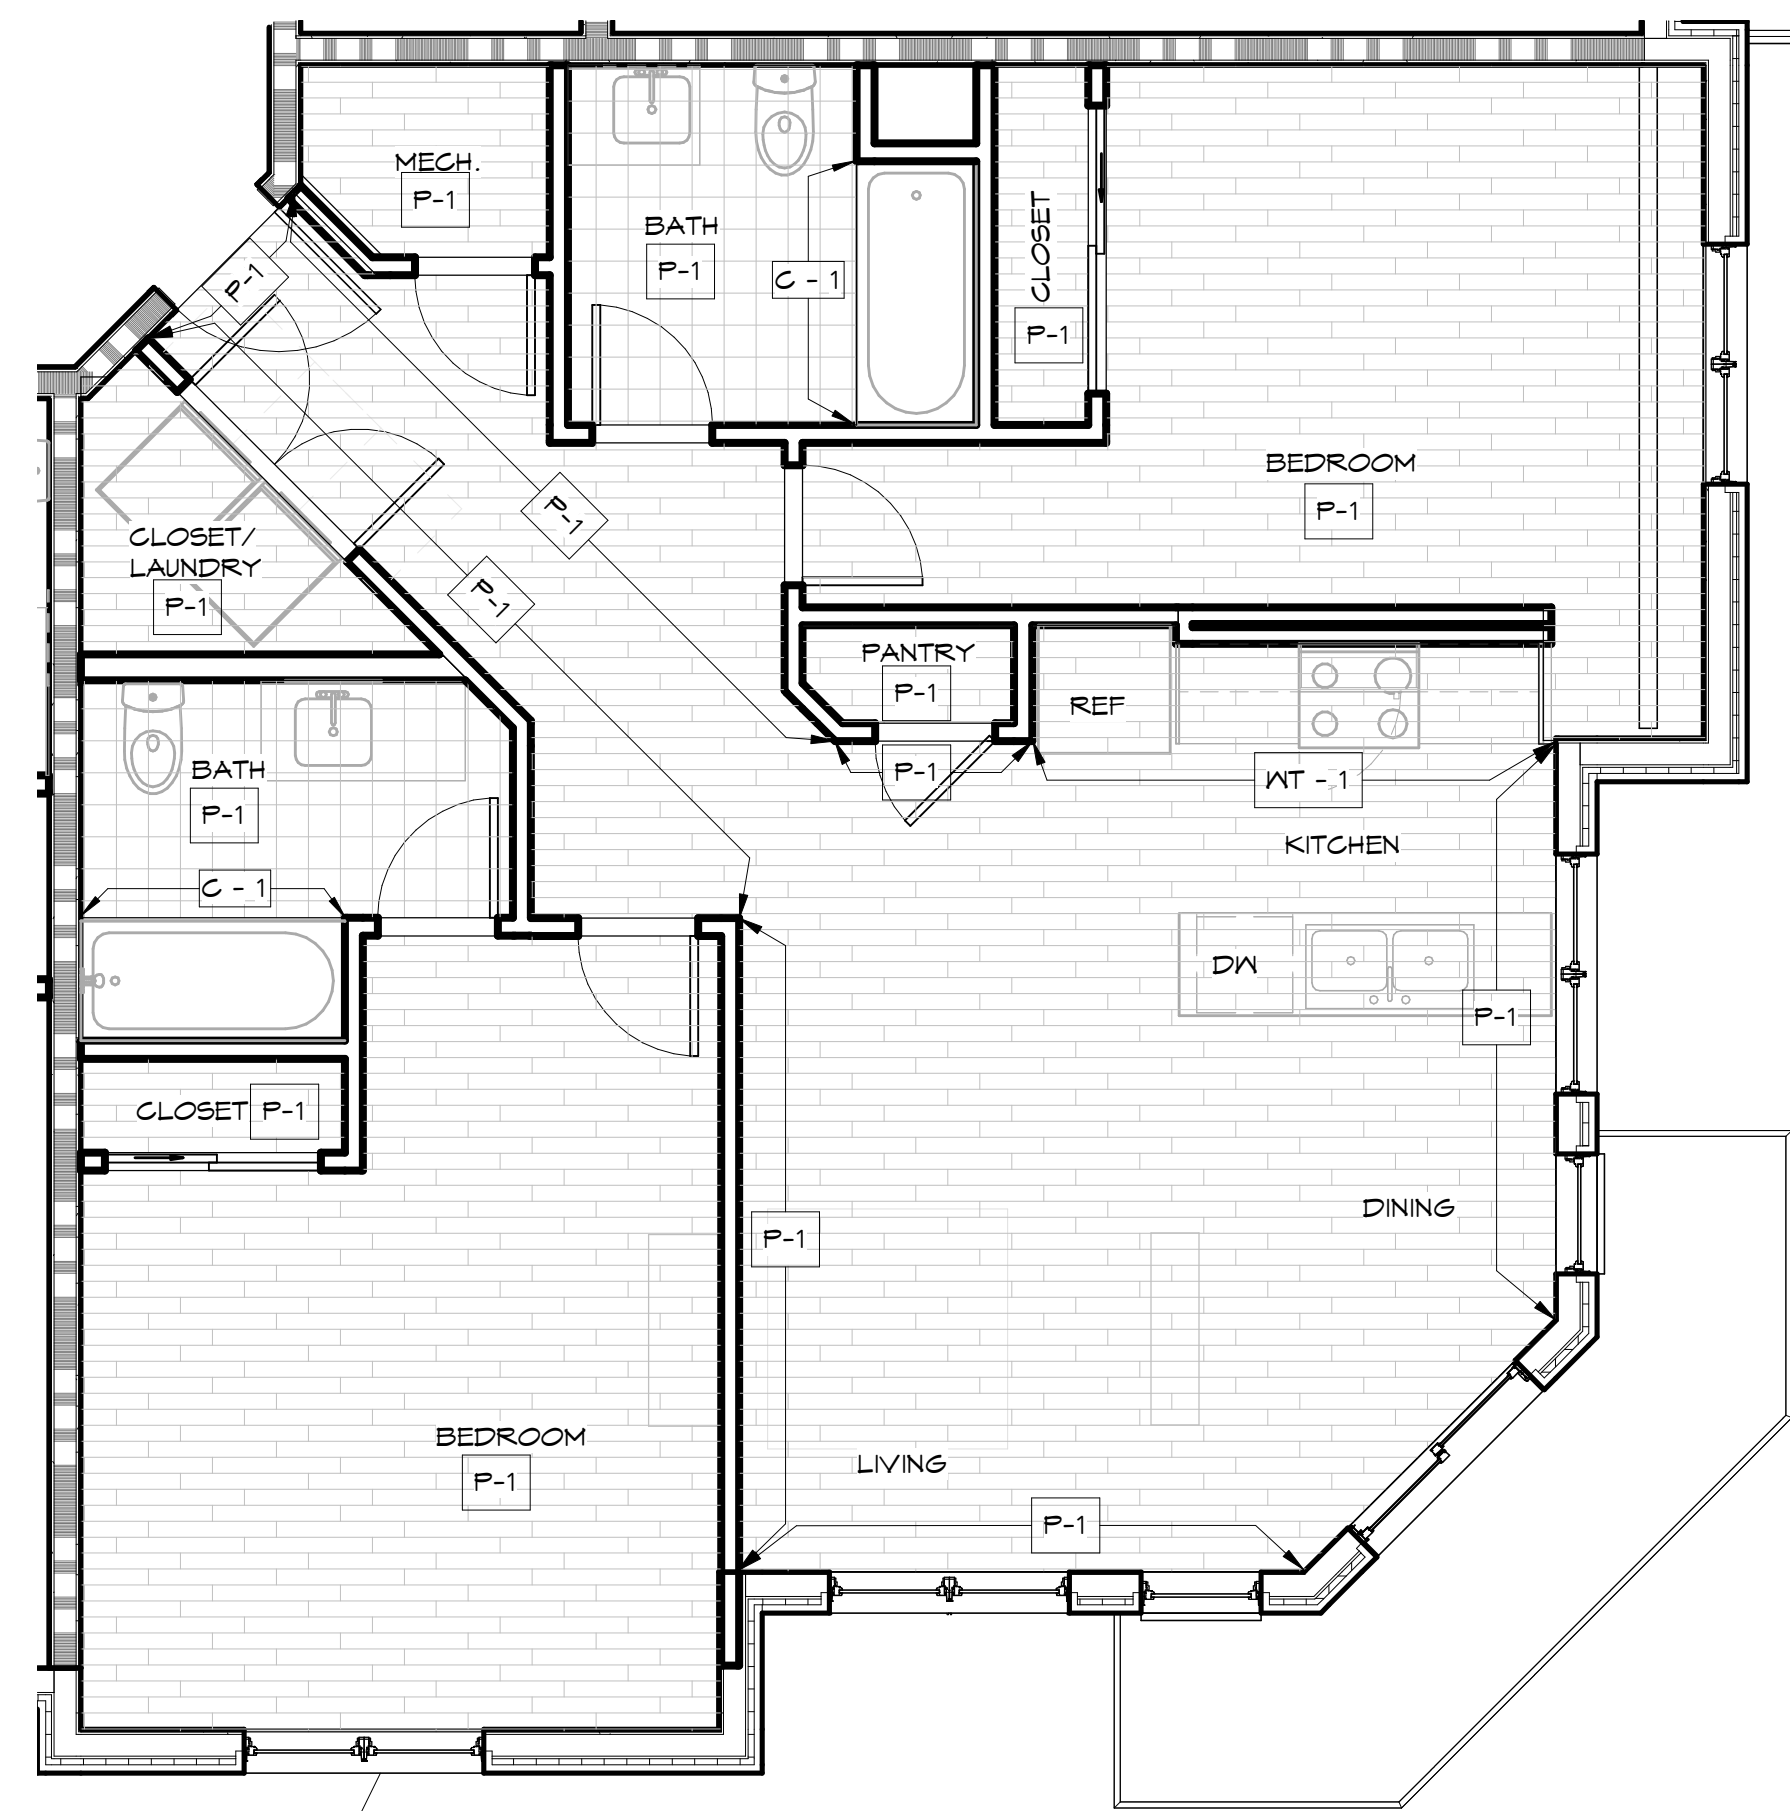 MECH.
P-1
BATH
P-1
C - 1
CLOSET
P-1
P-1
BEDROOM
P-1
P-1
CLOSET/
LAUNDRY
P-1
P-1
PANTRY
P-1
REF
P-1
WT - 1
KITCHEN
BATH
P-1
C - 1
DW
P-1
CLOSET P-1
DINING
P-1
BEDROOM
P-1
LIVING
P-1